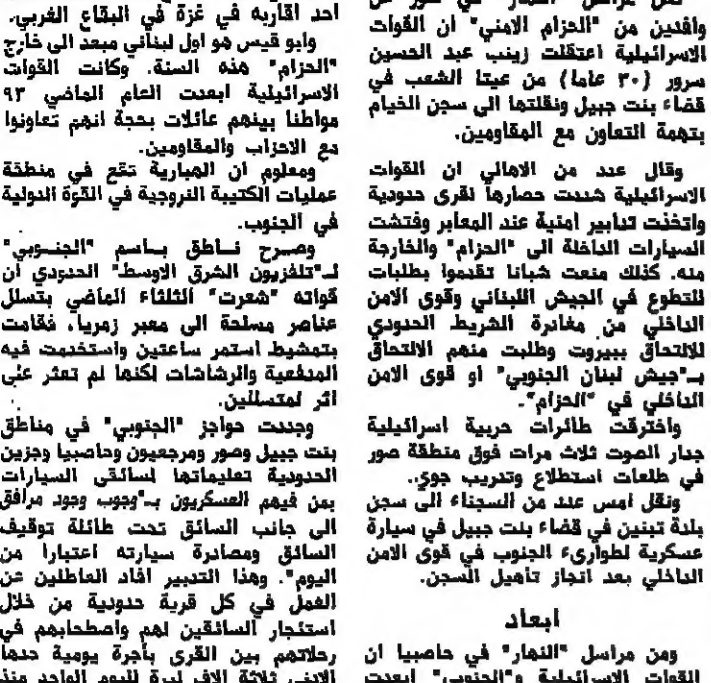 وافدين من "الحزام الامني" ان القوات
الاسرائيلية اعتقلت زينب عبد الحسين
سرور (٣٠ عاما) من عيتا الشعب في
قضاء بنت جبيل ونقلتها الى سجن الخيام
بتهمة التعاون مع المقاومين.
وقال عدد من الاهالي ان القوات
الاسرائيلية شددت حصارها لقرى حدودية
واتخذت تدابير امنية عند المعابر وفتشت
السيارات الداخلة الى "الحزام" والخارجة
منه. كذلك منعت شبانا تقدموا بطلبات
للتطوع في الجيش اللبناني وقوى الامن
الداخلي من مغادرة الشريط الحدودي
للالتحاق ببيروت وطلبت منهم الالتحاق
بـ"جيش لبنان الجنوبي" او قوى الامن
الداخلي في "الحزام".
واخترقت طائرات حربية اسرائيلية
جدار الصوت ثلاث مرات فوق منطقة صور
في طلعات استطلاع وتدريب جوي.
ونقل امس عدد من السجناء الى سجن
بلدة تبنين في قضاء بنت جبيل في سيارة
عسكرية لطوارىء الجنوب في قوى الامن
الداخلي بعد انجاز تأهيل السجن.
ابعاد
ومن مراسل "النهار" في حاصبيا ان
القوات الاسرائيلية و"الجنوبي" ابعدت
احد اقاربه في غزة في البقاع الغربي.
وابو قيس هو اول لبناني مبعد الى خارج
"الحزام" هذه السنة. وكانت القوات
الاسرائيلية ابعدت العام الماضي ٩٣
مواطنا بينهم عائلات بحجة انهم تعاونوا
مع الاحزاب والمقاومين.
ومعلوم ان الهبارية تقع في منطقة
عمليات الكتيبة النروجية في القوة الدولية
في الجنوب.
وصرح ناطق باسم "الجنوبي"
لـ"تلفزيون الشرق الاوسط" الحدودي ان
قواته "شعرت" الثلثاء الماضي بتسلل
عناصر مسلحة الى معبر زمريا، فقامت
بتمشيط استمر ساعتين واستخدمت فيه
المدفعية والرشاشات لكنها لم تعثر على
اثر لمتسللين.
وجددت حواجز "الجنوبي" في مناطق
بنت جبيل وصور ومرجعيون وحاصبيا وجزين
الحدودية تعليماتها لسائقي السيارات
بمن فيهم العسكريون بـ"وجوب وجود مرافق
الى جانب السائق تحت طائلة توقيف
السائق ومصادرة سيارته اعتبارا من
اليوم". وهذا التدبير افاد العاطلين عن
العمل في كل قرية حدودية من خلال
استئجار السائقين لهم واصطحابهم في
رحلاتهم بين القرى بأجرة يومية حدها
الادنى ثلاثة الاف ليرة لليوم الواحد منذ